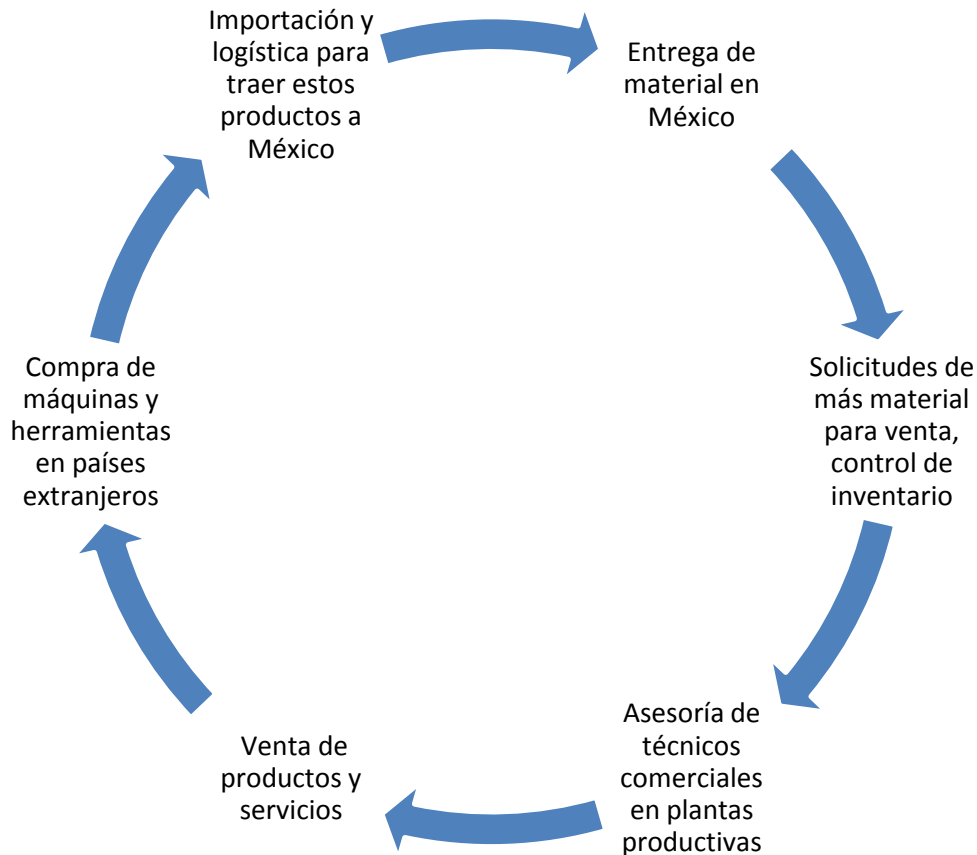 Importación y
logística para
traer estos
productos a
México
Entrega de
material en
México
Solicitudes de
más material
para venta,
control de
inventario
Asesoría de
técnicos
comerciales
en plantas
productivas
Venta de
productos y
servicios
Compra de
máquinas y
herramientas
en países
extranjeros